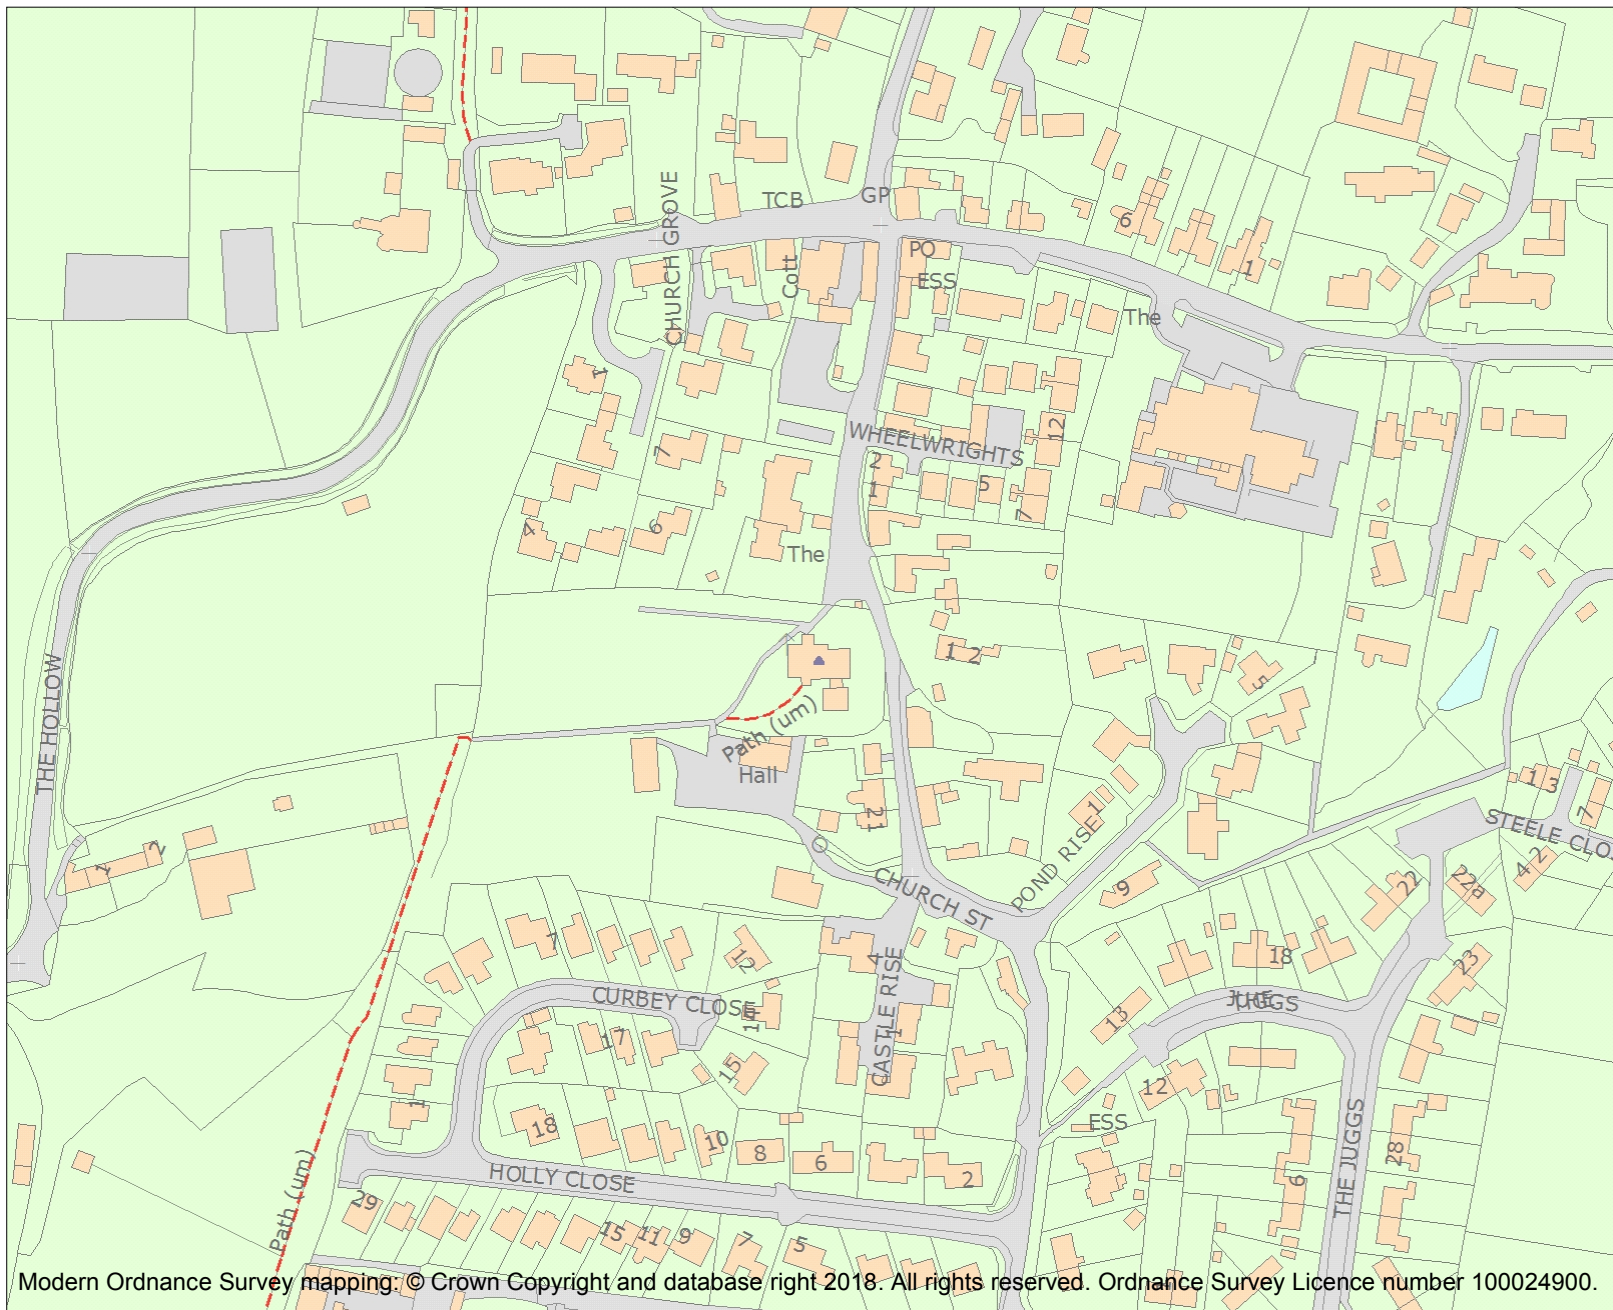 TCB
GP
CHURCH GROVE
6
PO
Cott
ESS
1
The
1
WHEELWRIGHTS
12
7
2
1
5
7
4
6
The
1 2
5
THE HOLLOW
Path (um)
Hall
21
1
POND RISE
1 3
7
STEELE CLO
1
2
CHURCH ST
9
22
22a
4 2
7
12
4
18
23
CURBEY CLOSE
14
CASTLE RISE
1
THE
JUGGS
13
17
15
12
1
ESS
18
10
8
6
2
THE JUGGS
28
6
HOLLY CLOSE
Path (um)
29
15
11
9
7
5
Modern Ordnance Survey mapping: © Crown Copyright and database right 2018. All rights reserved. Ordnance Survey Licence number 100024900.